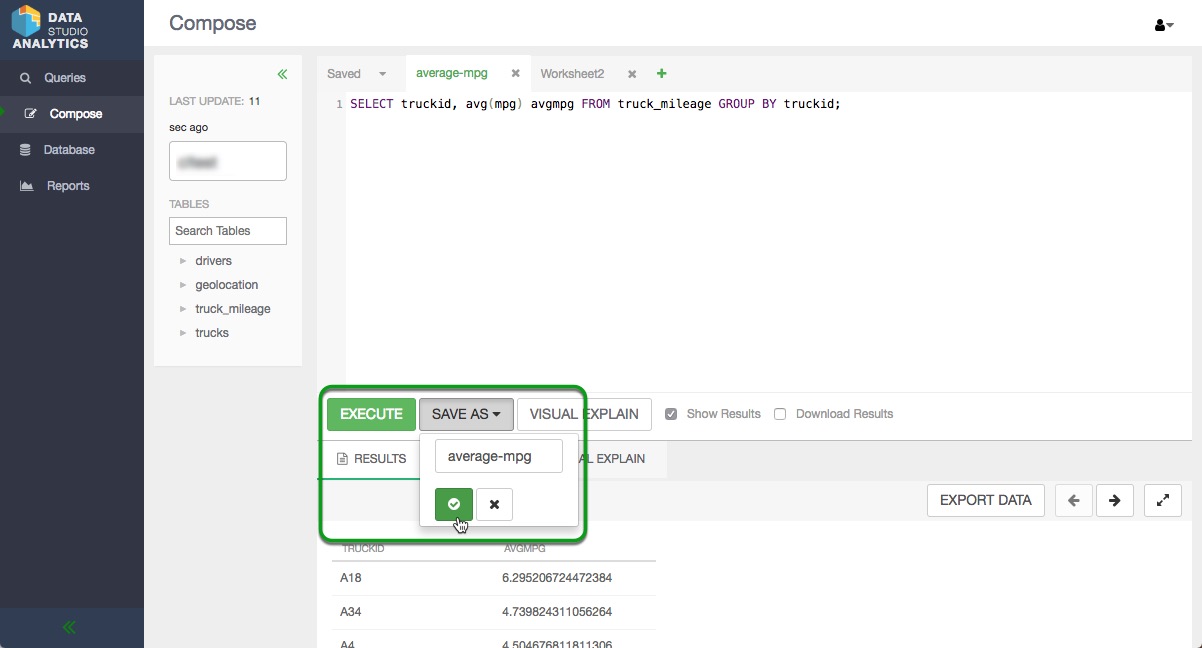 DATA
STUDIO
ANALYTICS
Compose
Queries
Compose
Database
Reports
LAST UPDATE: 11
sec ago
TABLES
Search Tables
drivers
geolocation
truck_mileage
trucks
Saved average-mpg Worksheet2
1 SELECT truckid, avg(mpg) avgmpg FROM truck_mileage GROUP BY truckid;
EXECUTE SAVE AS VISUAL EXPLAIN Show Results Download Results
RESULTS average-mpg AL EXPLAIN
EXPORT DATA
TRUCKID AVGMPG
A18 6.295206724472384
A34 4.739824311056264
A4 4.504676811811306